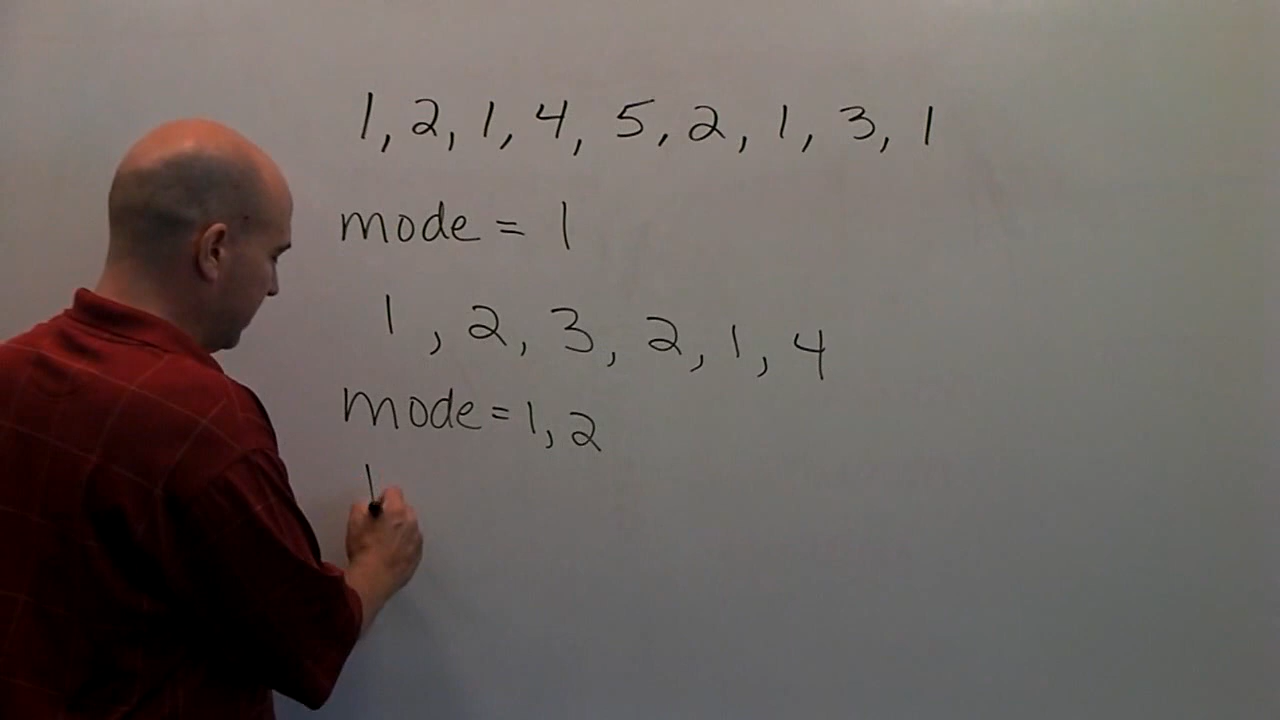 1, 2, 1, 4, 5, 2, 1, 3, 1
mode = 1
1, 2, 3, 2, 1, 4
mode = 1, 2
1